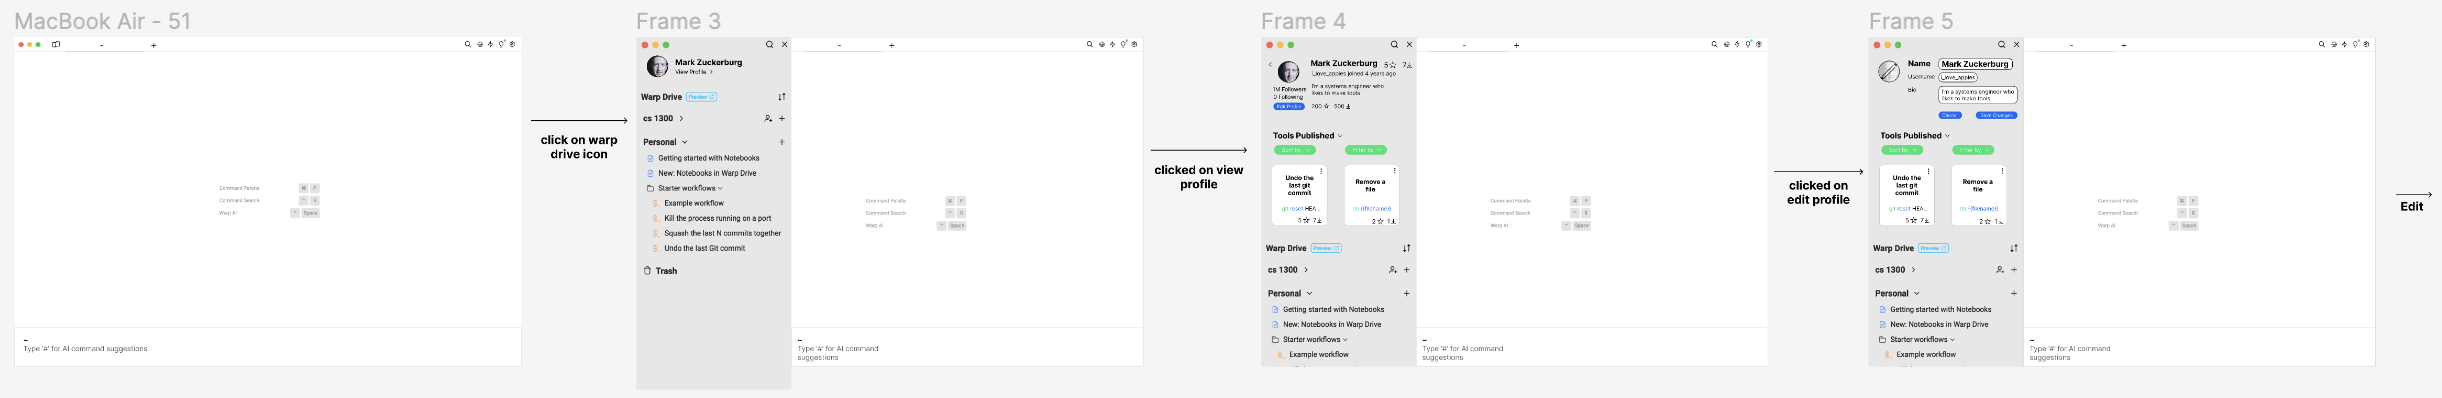 MacBook Air - 51
-
+
Command Palette ⌘ P
Command Search ^ R
Warp AI ^ Space
~
Type '#' for AI command suggestions
click on warp
drive icon
Frame 3
Mark Zuckerburg
View Profile >
Warp Drive Preview
cs 1300 >
Personal
Getting started with Notebooks
New: Notebooks in Warp Drive
Starter workflows
Example workflow
Kill the process running on a port
Squash the last N commits together
Undo the last Git commit
Trash
-
+
Command Palette ⌘ P
Command Search ^ R
Warp AI ^ Space
~
Type '#' for AI command
suggestions
clicked on view
profile
Frame 4
Mark Zuckerburg 5 7
i_love_apples joined 4 years ago
1M Followers
0 Following
I'm a systems engineer who
likes to make tools
Edit Profile
200 500
Tools Published
Sort by
Filter by
Undo the
last git
commit
git reset HEA...
5 7
Remove a
file
rm {{filename}}
2 1
Warp Drive Preview
cs 1300 >
Personal
Getting started with Notebooks
New: Notebooks in Warp Drive
Starter workflows
Example workflow
-
+
Command Palette ⌘ P
Command Search ^ R
Warp AI ^ Space
~
Type '#' for AI command
suggestions
clicked on
edit profile
Frame 5
Name Mark Zuckerburg
Username i_love_apples
Bio I'm a systems engineer who
likes to make tools
Cancel Save Changes
Tools Published
Sort by
Filter by
Undo the
last git
commit
git reset HEA...
5 7
Remove a
file
rm {{filename}}
2 1
Warp Drive Preview
cs 1300 >
Personal
Getting started with Notebooks
New: Notebooks in Warp Drive
Starter workflows
Example workflow
-
+
Command Palette ⌘ P
Command Search ^ R
Warp AI ^ Space
~
Type '#' for AI command
suggestions
Edit